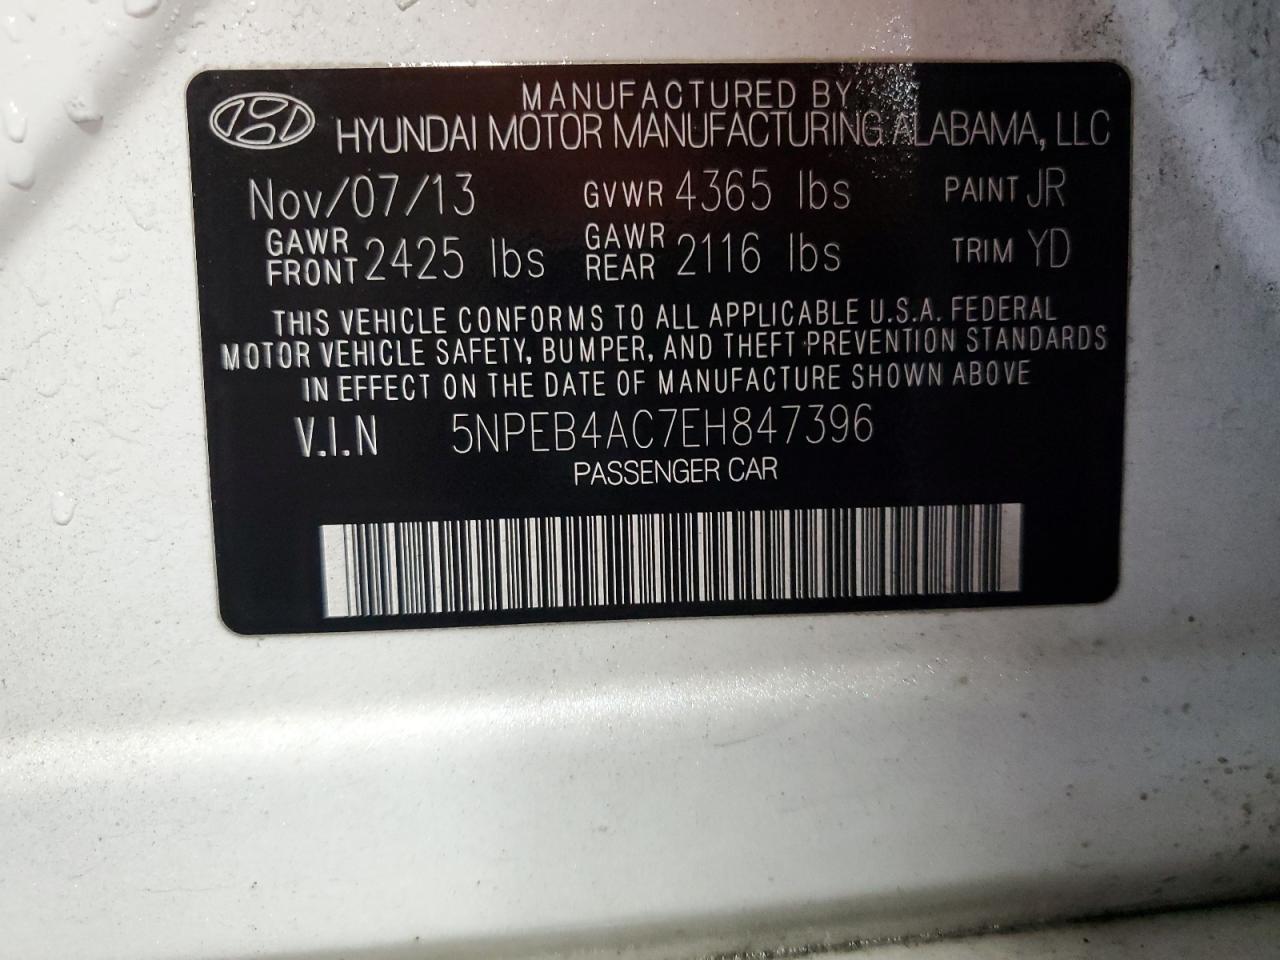 MANUFACTURED BY
HYUNDAI MOTOR MANUFACTURING ALABAMA, LLC
Nov/07/13 GVWR 4365 lbs PAINT JR
GAWR FRONT 2425 lbs GAWR REAR 2116 lbs TRIM YD
THIS VEHICLE CONFORMS TO ALL APPLICABLE U.S.A. FEDERAL
MOTOR VEHICLE SAFETY, BUMPER, AND THEFT PREVENTION STANDARDS
IN EFFECT ON THE DATE OF MANUFACTURE SHOWN ABOVE
V.I.N 5NPEB4AC7EH847396
PASSENGER CAR